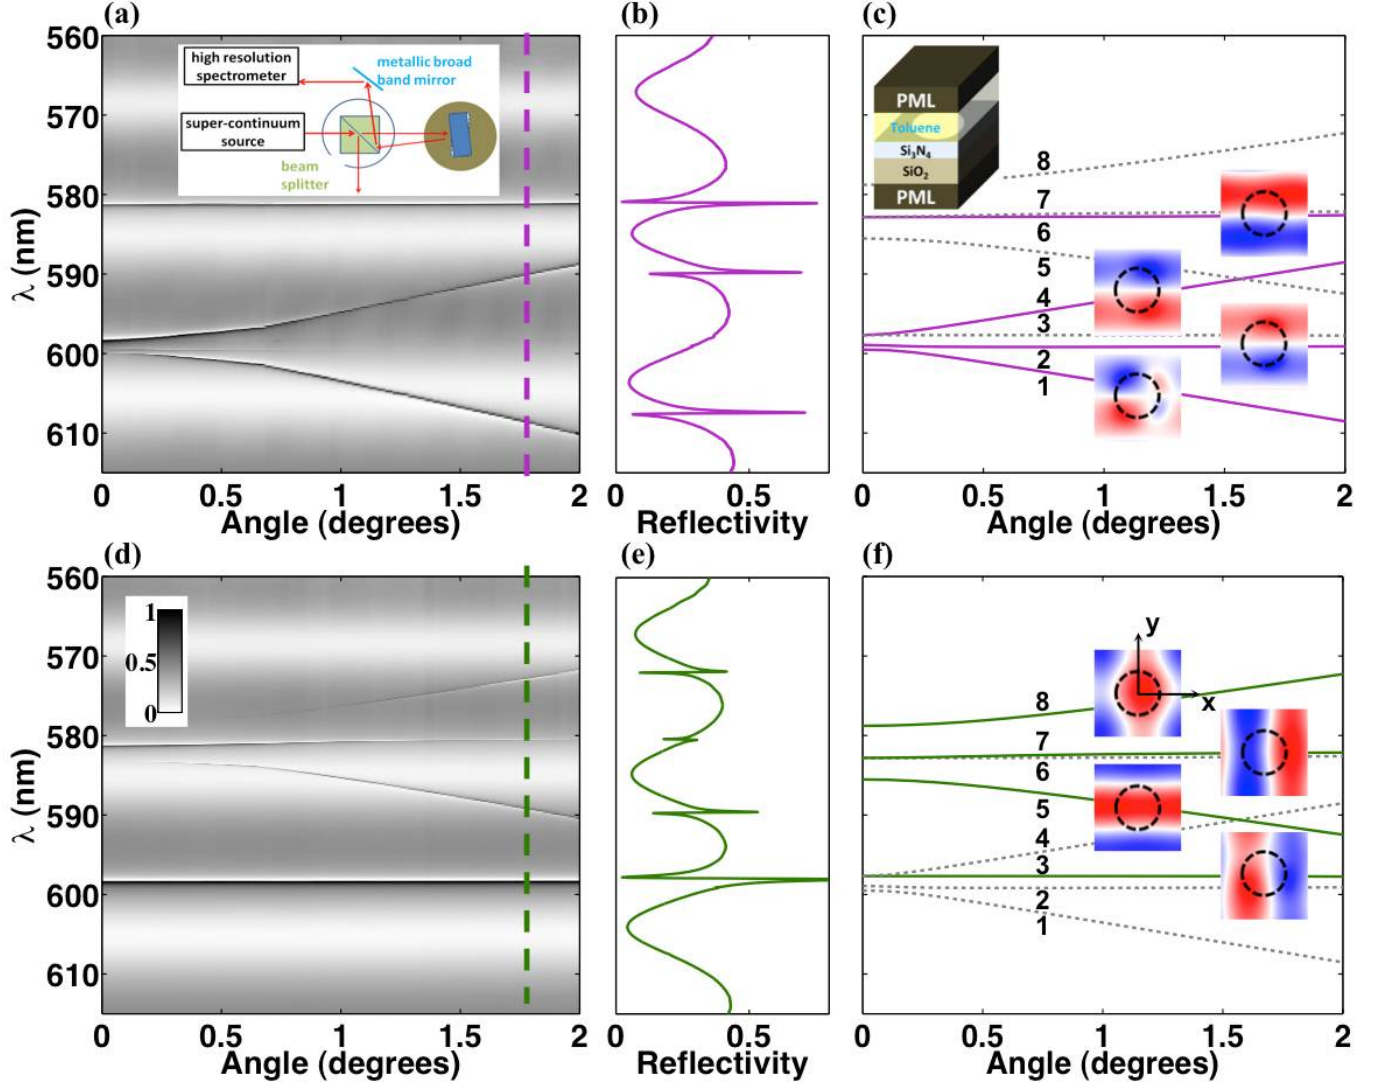 (a)
(b)
(c)
560
570
580
590
600
610
λ (nm)
high resolution
spectrometer
metallic broad
band mirror
super-continuum
source
beam
splitter
0 0.5 1 1.5 2
Angle (degrees)
0 0.5
Reflectivity
PML
Toluene
Si₃N₄
SiO₂
PML
8
7
6
5
4
3
2
1
0 0.5 1 1.5 2
Angle (degrees)
(d)
(e)
(f)
560
570
580
590
600
610
λ (nm)
1
0.5
0
0 0.5 1 1.5 2
Angle (degrees)
0 0.5
Reflectivity
y
x
8
7
6
5
4
3
2
1
0 0.5 1 1.5 2
Angle (degrees)